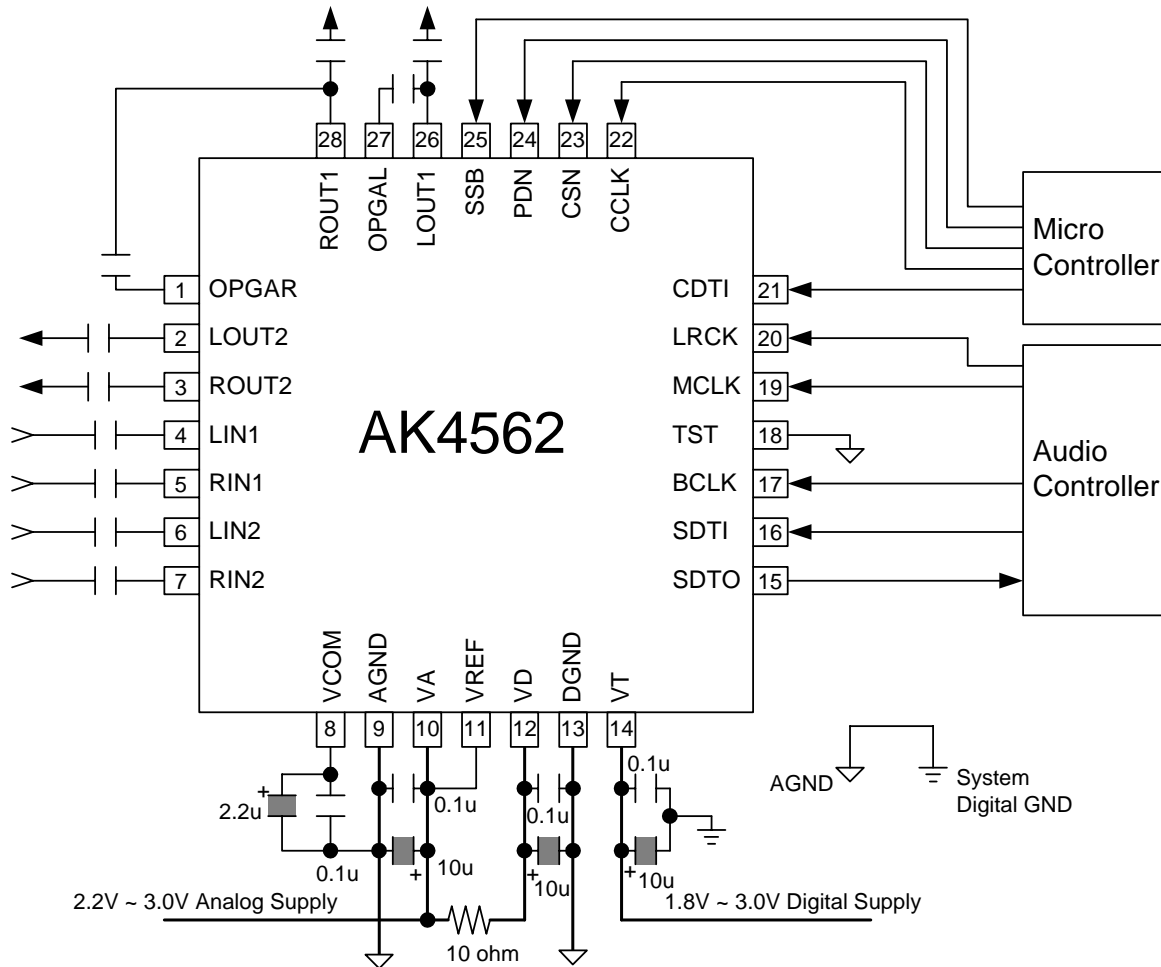 28
27
26
25
24
23
22
ROUT1
OPGAL
LOUT1
SSB
PDN
CSN
CCLK
Micro
Controller
1
OPGAR
CDTI
21
2
LOUT2
LRCK
20
3
ROUT2
MCLK
19
4
LIN1
AK4562
TST
18
Audio
Controller
5
RIN1
BCLK
17
6
LIN2
SDTI
16
7
RIN2
SDTO
15
VCOM
AGND
VA
VREF
VD
DGND
VT
8
9
10
11
12
13
14
+
2.2u
0.1u
0.1u
+
10u
0.1u
+
10u
0.1u
+
10u
AGND
System
Digital GND
2.2V ~ 3.0V Analog Supply
1.8V ~ 3.0V Digital Supply
10 ohm